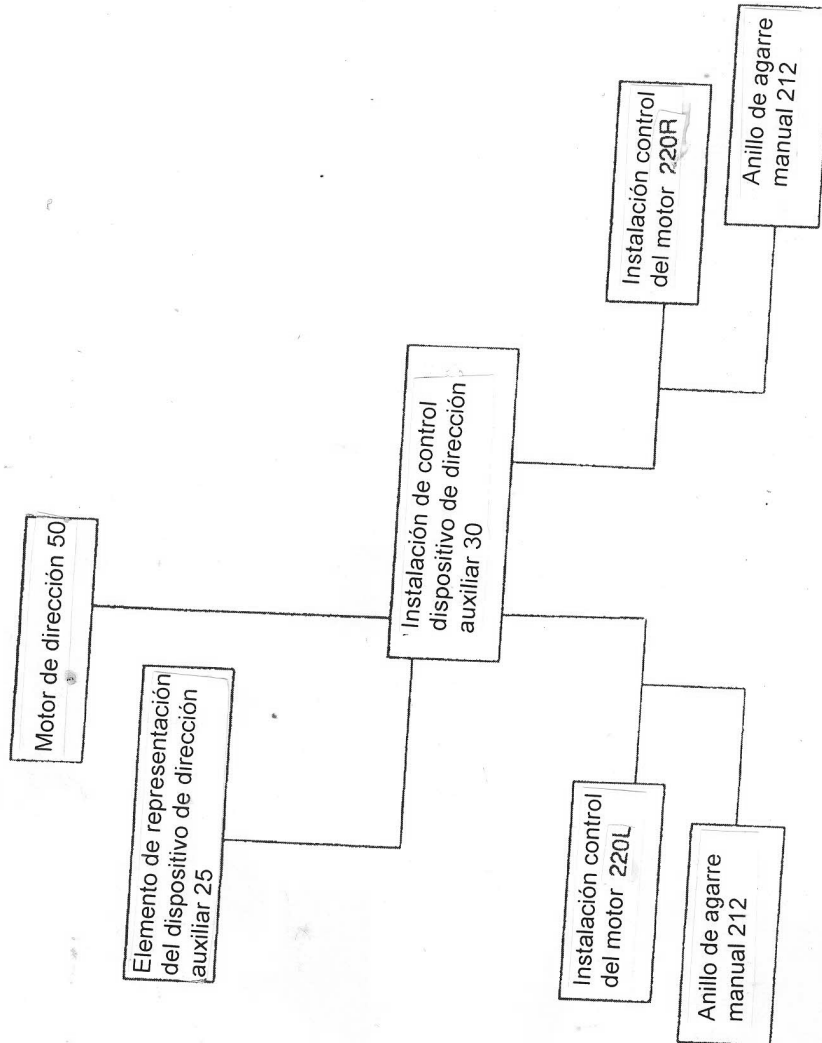 Motor de dirección 50
Elemento de representación
del dispositivo de dirección
auxiliar 25
Instalación de control
dispositivo de dirección
auxiliar 30
Instalación control
del motor 220R
Anillo de agarre
manual 212
Instalación control
del motor 220L
Anillo de agarre
manual 212